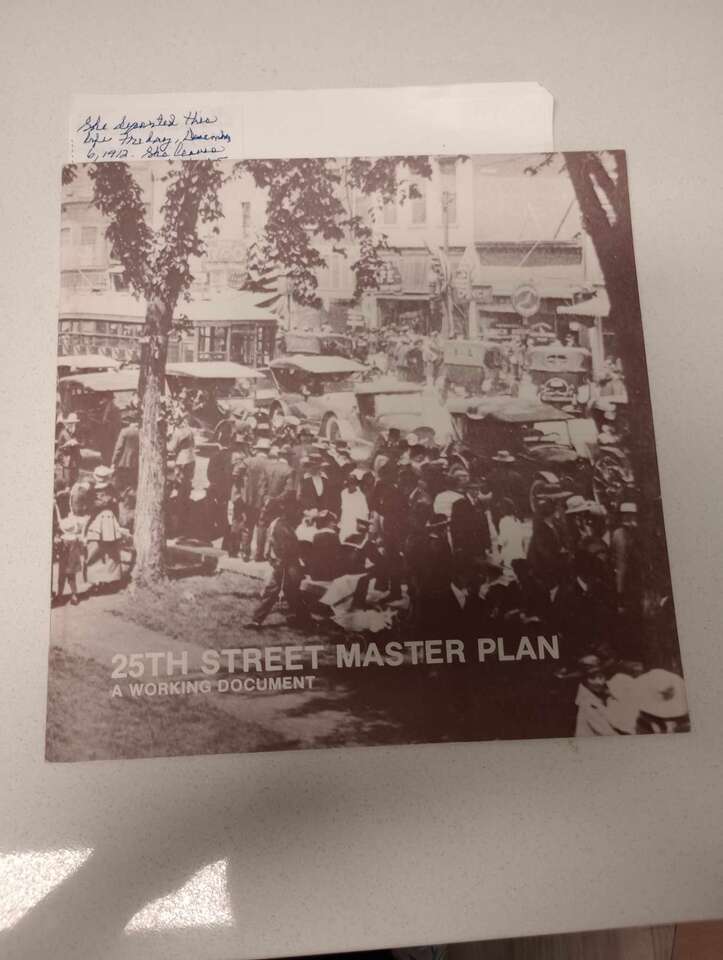 She departed this
life Friday, December
6, 1912. She leaves
25TH STREET MASTER PLAN
A WORKING DOCUMENT